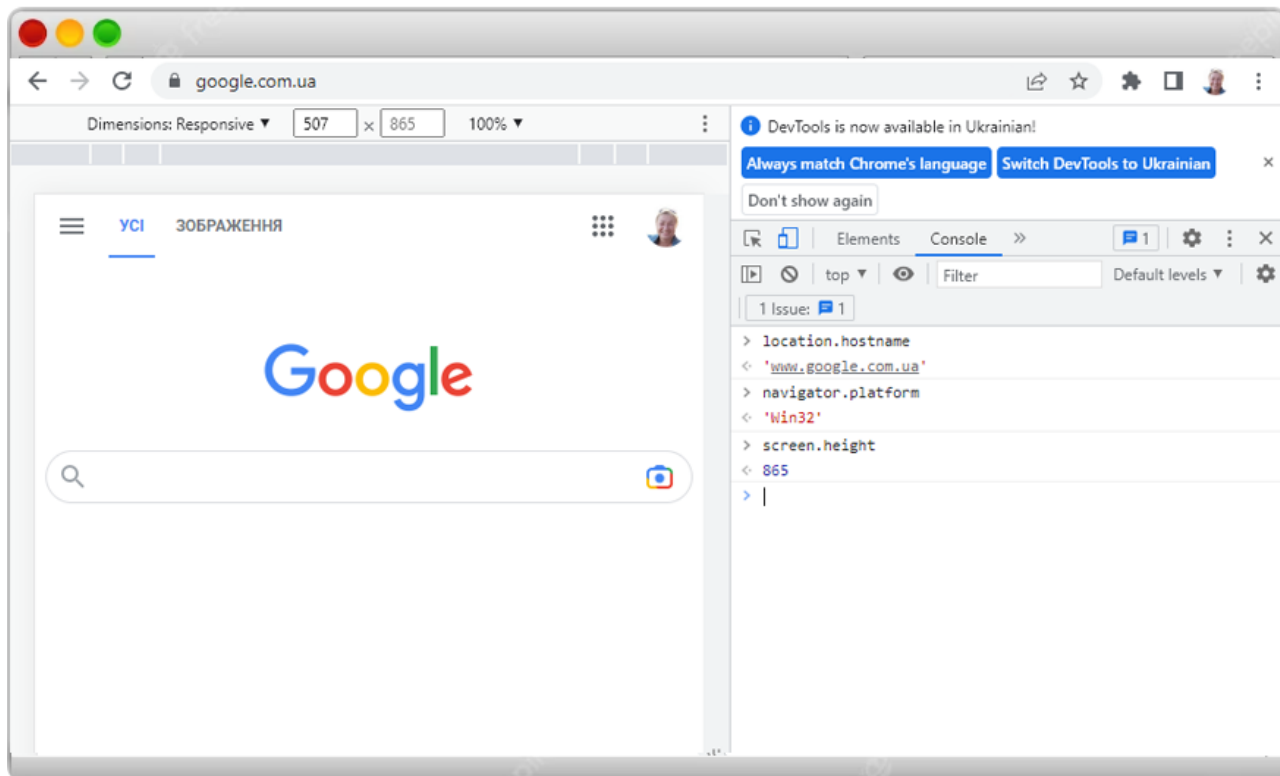 google.com.ua
Dimensions: Responsive ▼ 507 × 865 100% ▼
УСІ ЗОБРАЖЕННЯ
Google
DevTools is now available in Ukrainian!
Always match Chrome's language Switch DevTools to Ukrainian
Don't show again
Elements Console
1
top ▼ Filter Default levels ▼
1 Issue: 1
> location.hostname
'www.google.com.ua'
> navigator.platform
'Win32'
> screen.height
865
>